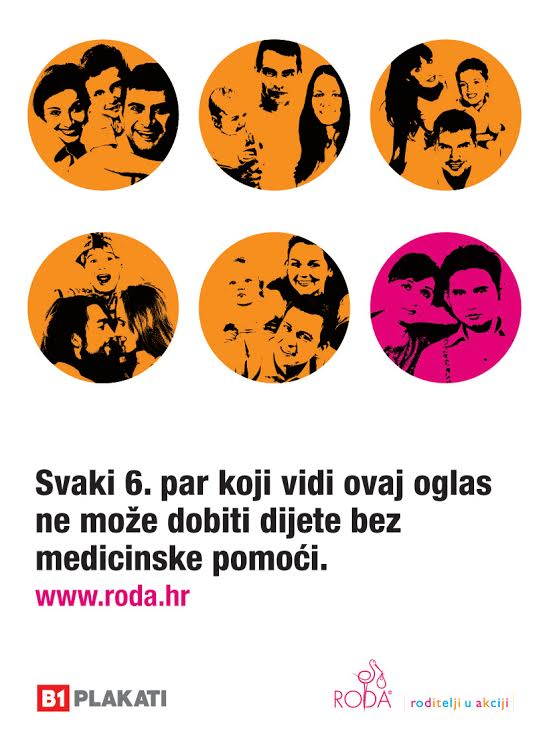 Svaki 6. par koji vidi ovaj oglas
ne može dobiti dijete bez
medicinske pomoći.
www.roda.hr
B1 PLAKATI
RODA® roditelji u akciji